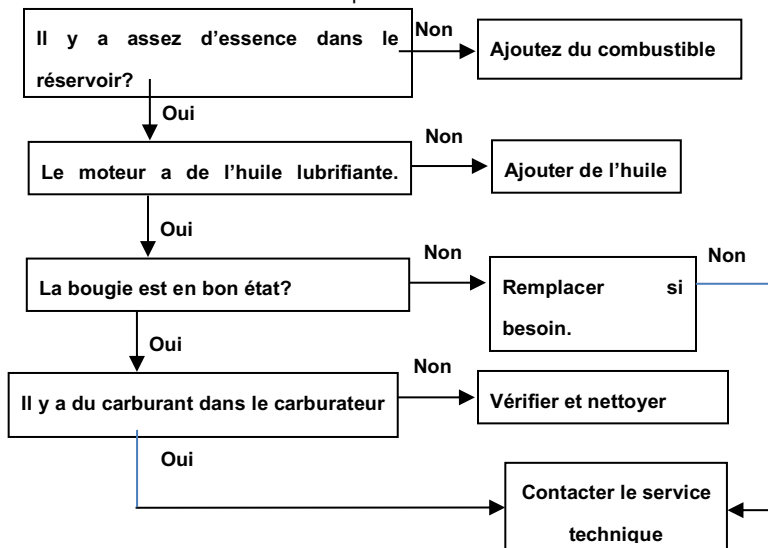 Il y a assez d'essence dans le
réservoir?
Non
Ajoutez du combustible
Oui
Le moteur a de l'huile lubrifiante.
Non
Ajouter de l'huile
Oui
La bougie est en bon état?
Non
Remplacer si
besoin.
Non
Oui
Il y a du carburant dans le carburateur
Non
Vérifier et nettoyer
Oui
Contacter le service
technique